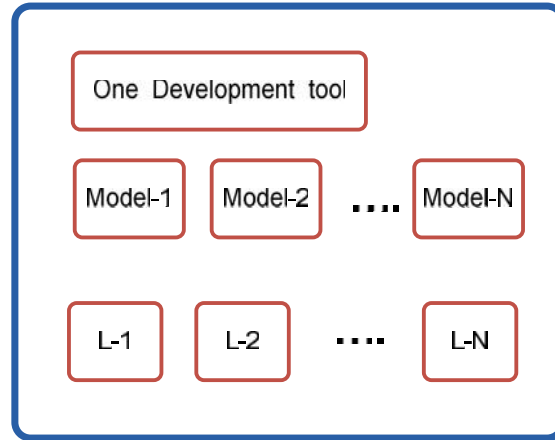 One Development tool
Model-1 Model-2 .... Model-N
L-1 L-2 .... L-N